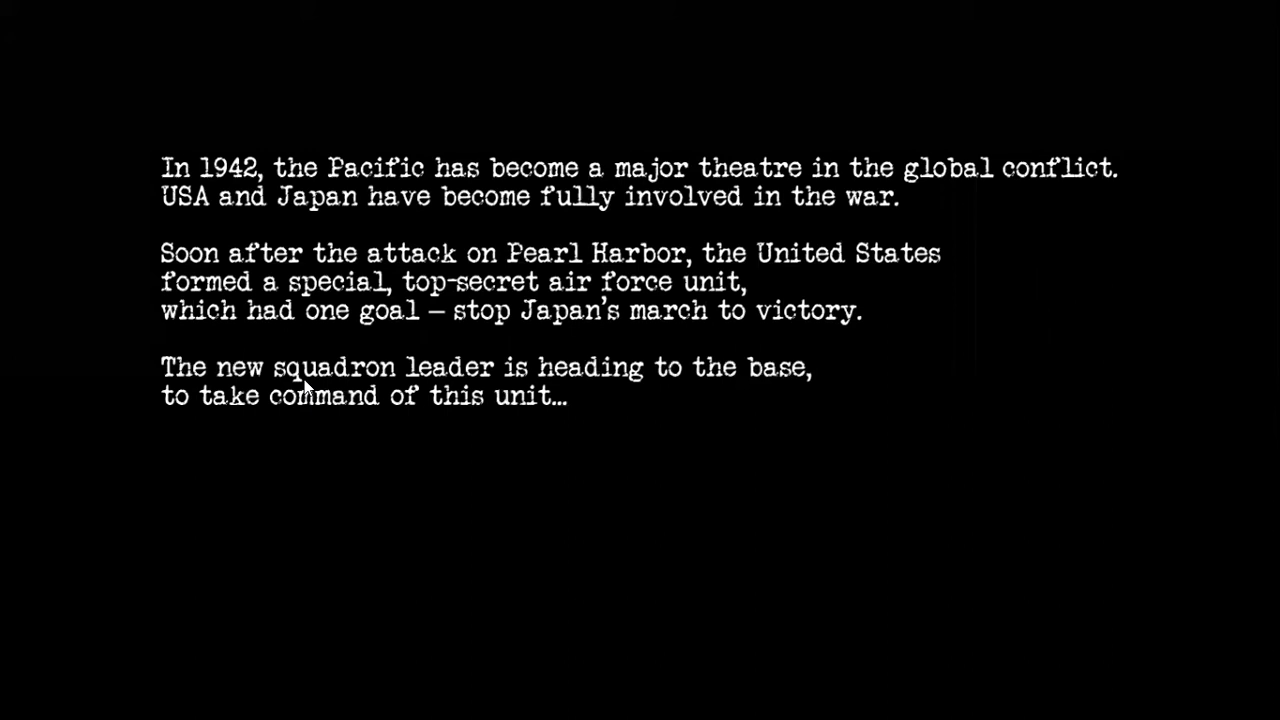 In 1942, the Pacific has become a major theatre in the global conflict.
USA and Japan have become fully involved in the war.
Soon after the attack on Pearl Harbor, the United States
formed a special, top-secret air force unit,
which had one goal – stop Japan's march to victory.
The new squadron leader is heading to the base,
to take command of this unit...